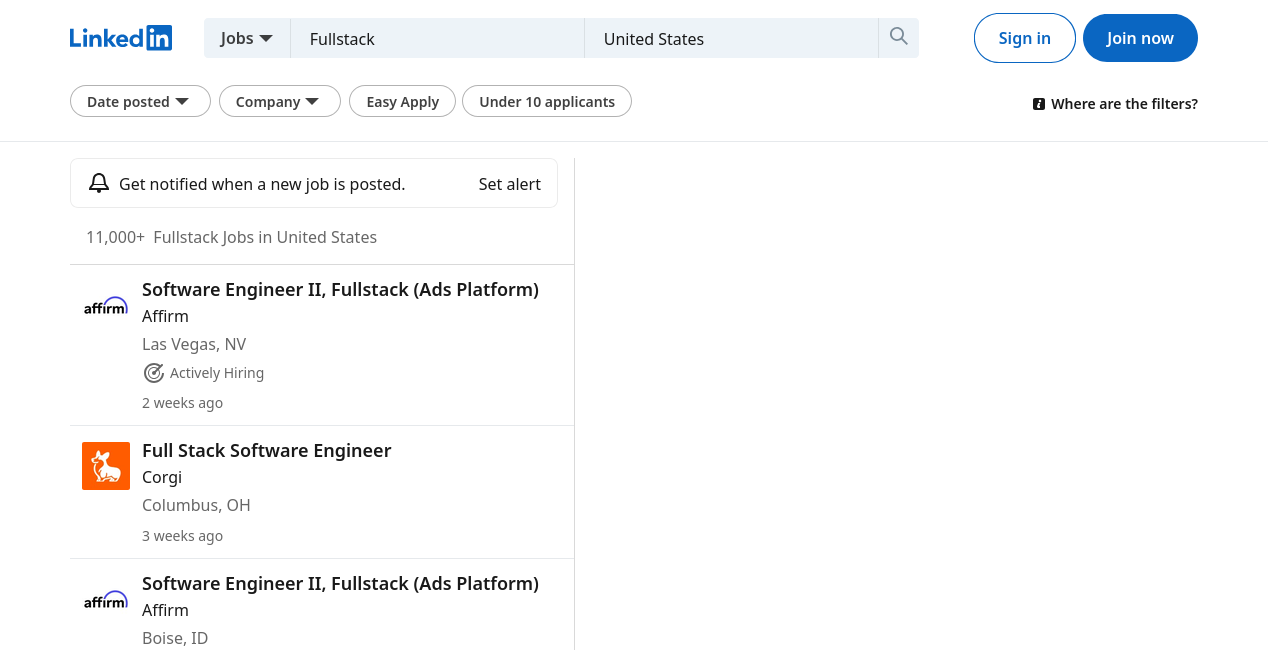 Linked in
Jobs
Fullstack
United States
Sign in
Join now
Date posted
Company
Easy Apply
Under 10 applicants
Where are the filters?
Get notified when a new job is posted.
Set alert
11,000+ Fullstack Jobs in United States
affirm
Software Engineer II, Fullstack (Ads Platform)
Affirm
Las Vegas, NV
Actively Hiring
2 weeks ago
Full Stack Software Engineer
Corgi
Columbus, OH
3 weeks ago
affirm
Software Engineer II, Fullstack (Ads Platform)
Affirm
Boise, ID